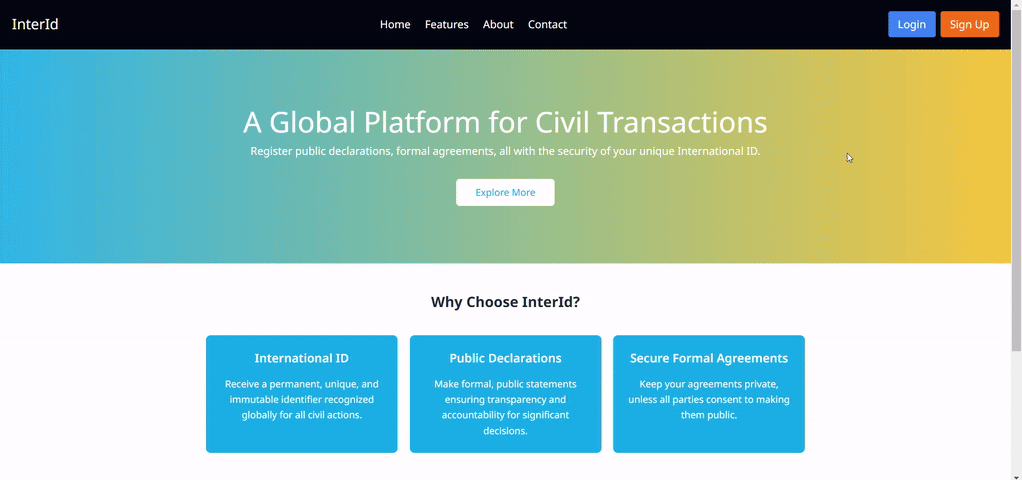 InterId
Home Features About Contact
Login Sign Up
A Global Platform for Civil Transactions
Register public declarations, formal agreements, all with the security of your unique International ID.
Explore More
Why Choose InterId?
International ID
Receive a permanent, unique, and
immutable identifier recognized
globally for all civil actions.
Public Declarations
Make formal, public statements
ensuring transparency and
accountability for significant
decisions.
Secure Formal Agreements
Keep your agreements private,
unless all parties consent to making
them public.